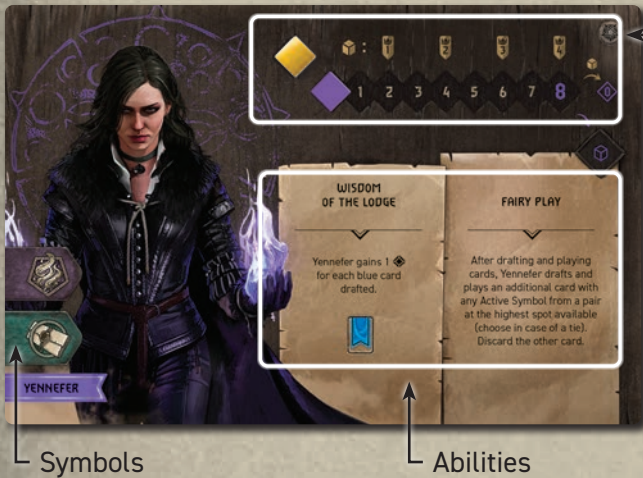 : 1 2 3 4
1 2 3 4 5 6 7 8 0
WISDOM
OF THE LODGE
Yennefer gains 1
for each blue card
drafted.
FAIRY PLAY
After drafting and playing
cards, Yennefer drafts and
plays an additional card with
any Active Symbol from a pair
at the highest spot available
(choose in case of a tie).
Discard the other card.
YENNEFER
Symbols
Abilities